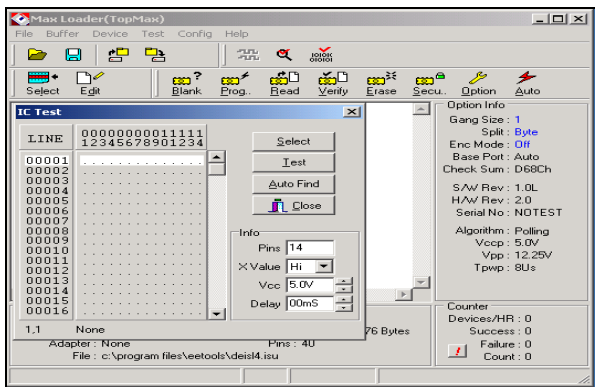 Max Loader(TopMax)
File Buffer Device Test Config Help
Select Edit Blank Prog.. Read Verify Erase Secu.. Option Auto
IC Test
LINE
00000000011111
12345678901234
Select
Test
Auto Find
Close
00001
00002
00003
00004
00005
00006
00007
00008
00009
00010
00011
00012
00013
00014
00015
00016
Info
Pins 14
X Value Hi
Vcc 5.0V
Delay 00mS
1,1 None
Option Info
Gang Size : 1
Split : Byte
Enc Mode : Off
Base Port : Auto
Check Sum : D68Ch
S/W Rev : 1.0L
H/W Rev : 2.0
Serial No : NOTEST
Algorithm : Polling
Vccp : 5.0V
Vpp : 12.25V
Tpwp : 8Us
76 Bytes
Adapter : None Pins : 40
File : c:\program files\eetools\deisl4.isu
Counter
Devices/HR : 0
Success : 0
Failure : 0
Count : 0